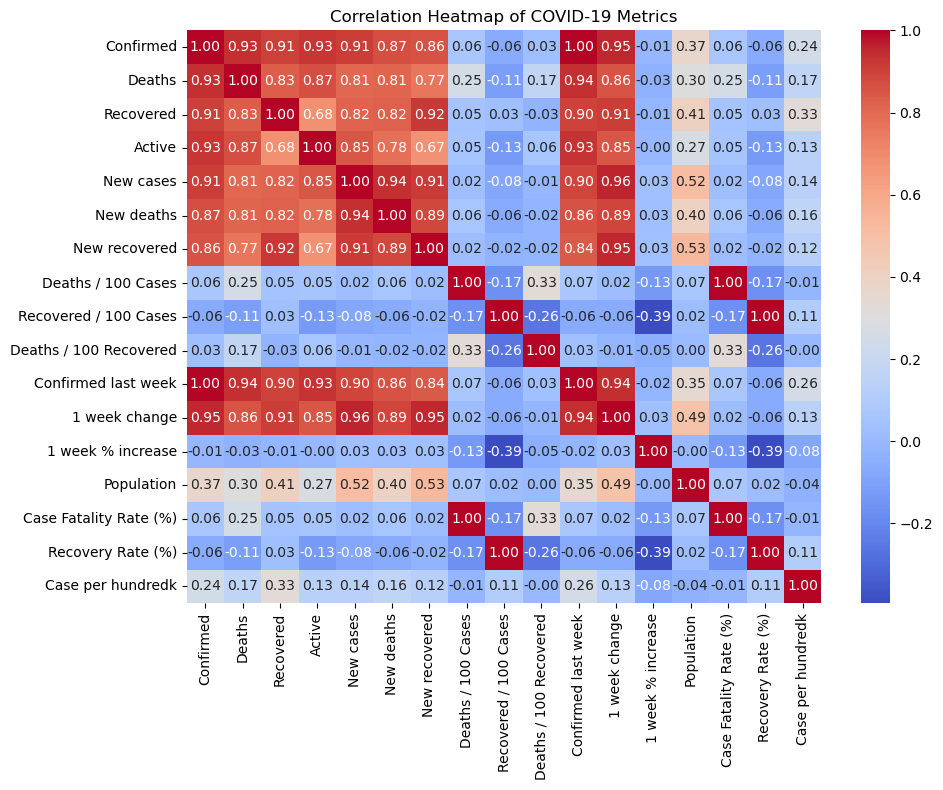 Correlation Heatmap of COVID-19 Metrics
Confirmed 1.00 0.93 0.91 0.93 0.91 0.87 0.86 0.06 -0.06 0.03 1.00 0.95 -0.01 0.37 0.06 -0.06 0.24
Deaths 0.93 1.00 0.83 0.87 0.81 0.81 0.77 0.25 -0.11 0.17 0.94 0.86 -0.03 0.30 0.25 -0.11 0.17
Recovered 0.91 0.83 1.00 0.68 0.82 0.82 0.92 0.05 0.03 -0.03 0.90 0.91 -0.01 0.41 0.05 0.03 0.33
Active 0.93 0.87 0.68 1.00 0.85 0.78 0.67 0.05 -0.13 0.06 0.93 0.85 -0.00 0.27 0.05 -0.13 0.13
New cases 0.91 0.81 0.82 0.85 1.00 0.94 0.91 0.02 -0.08 -0.01 0.90 0.96 0.03 0.52 0.02 -0.08 0.14
New deaths 0.87 0.81 0.82 0.78 0.94 1.00 0.89 0.06 -0.06 -0.02 0.86 0.89 0.03 0.40 0.06 -0.06 0.16
New recovered 0.86 0.77 0.92 0.67 0.91 0.89 1.00 0.02 -0.02 -0.02 0.84 0.95 0.03 0.53 0.02 -0.02 0.12
Deaths / 100 Cases 0.06 0.25 0.05 0.05 0.02 0.06 0.02 1.00 -0.17 0.33 0.07 0.02 -0.13 0.07 1.00 -0.17 -0.01
Recovered / 100 Cases -0.06 -0.11 0.03 -0.13 -0.08 -0.06 -0.02 -0.17 1.00 -0.26 -0.06 -0.06 -0.39 0.02 -0.17 1.00 0.11
Deaths / 100 Recovered 0.03 0.17 -0.03 0.06 -0.01 -0.02 -0.02 0.33 -0.26 1.00 0.03 -0.01 -0.05 0.00 0.33 -0.26 -0.00
Confirmed last week 1.00 0.94 0.90 0.93 0.90 0.86 0.84 0.07 -0.06 0.03 1.00 0.94 -0.02 0.35 0.07 -0.06 0.26
1 week change 0.95 0.86 0.91 0.85 0.96 0.89 0.95 0.02 -0.06 -0.01 0.94 1.00 0.03 0.49 0.02 -0.06 0.13
1 week % increase -0.01 -0.03 -0.01 -0.00 0.03 0.03 0.03 -0.13 -0.39 -0.05 -0.02 0.03 1.00 -0.00 -0.13 -0.39 -0.08
Population 0.37 0.30 0.41 0.27 0.52 0.40 0.53 0.07 0.02 0.00 0.35 0.49 -0.00 1.00 0.07 0.02 -0.04
Case Fatality Rate (%) 0.06 0.25 0.05 0.05 0.02 0.06 0.02 1.00 -0.17 0.33 0.07 0.02 -0.13 0.07 1.00 -0.17 -0.01
Recovery Rate (%) -0.06 -0.11 0.03 -0.13 -0.08 -0.06 -0.02 -0.17 1.00 -0.26 -0.06 -0.06 -0.39 0.02 -0.17 1.00 0.11
Case per hundredk 0.24 0.17 0.33 0.13 0.14 0.16 0.12 -0.01 0.11 -0.00 0.26 0.13 -0.08 -0.04 -0.01 0.11 1.00
Confirmed
Deaths
Recovered
Active
New cases
New deaths
New recovered
Deaths / 100 Cases
Recovered / 100 Cases
Deaths / 100 Recovered
Confirmed last week
1 week change
1 week % increase
Population
Case Fatality Rate (%)
Recovery Rate (%)
Case per hundredk
1.0
0.8
0.6
0.4
0.2
0.0
−0.2